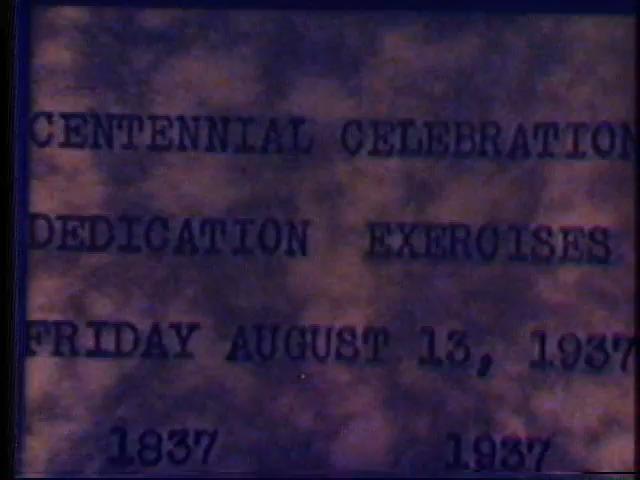 CENTENNIAL CELEBRATION
DEDICATION EXERCISES
FRIDAY AUGUST 13, 1937
1837 1937